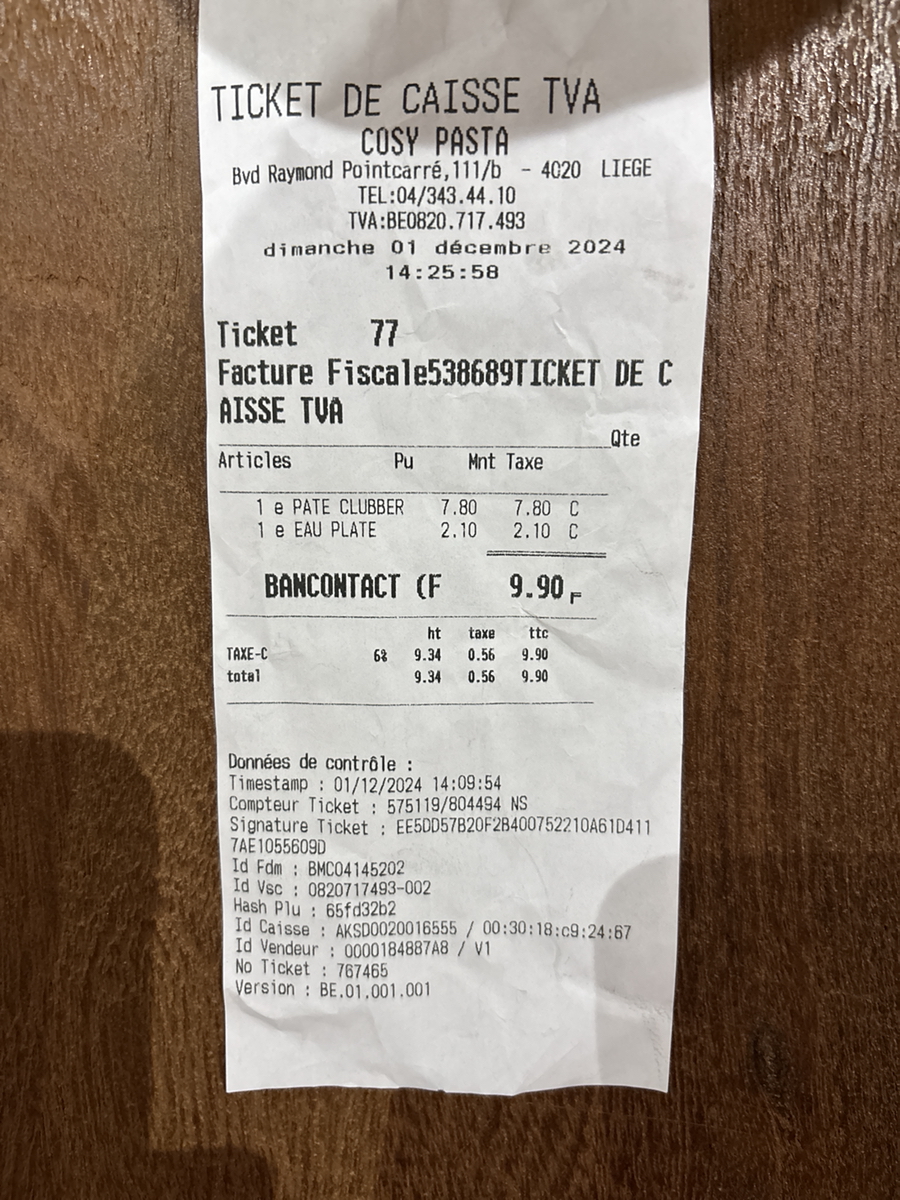 TICKET DE CAISSE TVA
COSY PASTA
Bvd Raymond Pointcarré,111/b - 4020 LIEGE
TEL:04/343.44.10
TVA:BE0820.717.493
dimanche 01 décembre 2024
14:25:58
Ticket 77
Facture Fiscale538689TICKET DE C
AISSE TVA
Qte
Articles Pu Mnt Taxe
1 e PATE CLUBBER 7.80 7.80 C
1 e EAU PLATE 2.10 2.10 C
BANCONTACT (F 9.90 F
ht taxe ttc
TAXE-C 6% 9.34 0.56 9.90
total 9.34 0.56 9.90
Données de contrôle :
Timestamp : 01/12/2024 14:09:54
Compteur Ticket : 575119/804494 NS
Signature Ticket : EE5DD57B20F2B400752210A61D411
7AE1055609D
Id Fdm : BMC04145202
Id Vsc : 0820717493-002
Hash Plu : 65fd32b2
Id Caisse : AKSD0020016555 / 00:30:18:c9:24:67
Id Vendeur : 0000184887A8 / V1
No Ticket : 767465
Version : BE.01.001.001